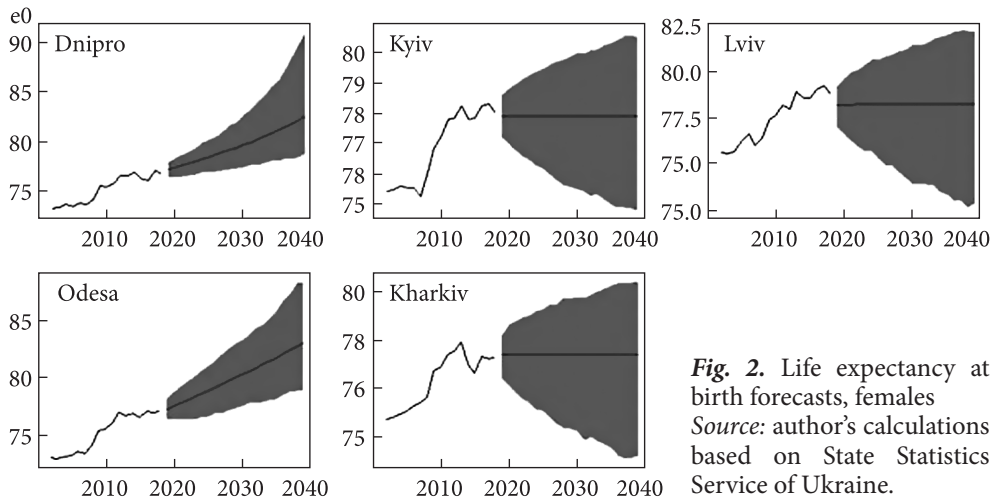 e0
Dnipro
90
85
80
75
2010 2020 2030 2040
Kyiv
80
79
78
77
78
75
2010 2020 2030 2040
Lviv
82.5
80.0
77.5
75.0
75.0
2010 2020 2030 2040
Odesa
85
80
75
2010 2020 2030 2040
Kharkiv
80
78
76
75
2010 2020 2030 2040
Fig. 2. Life expectancy at
birth forecasts, females
Source: author's calculations
based on State Statistics
Service of Ukraine.